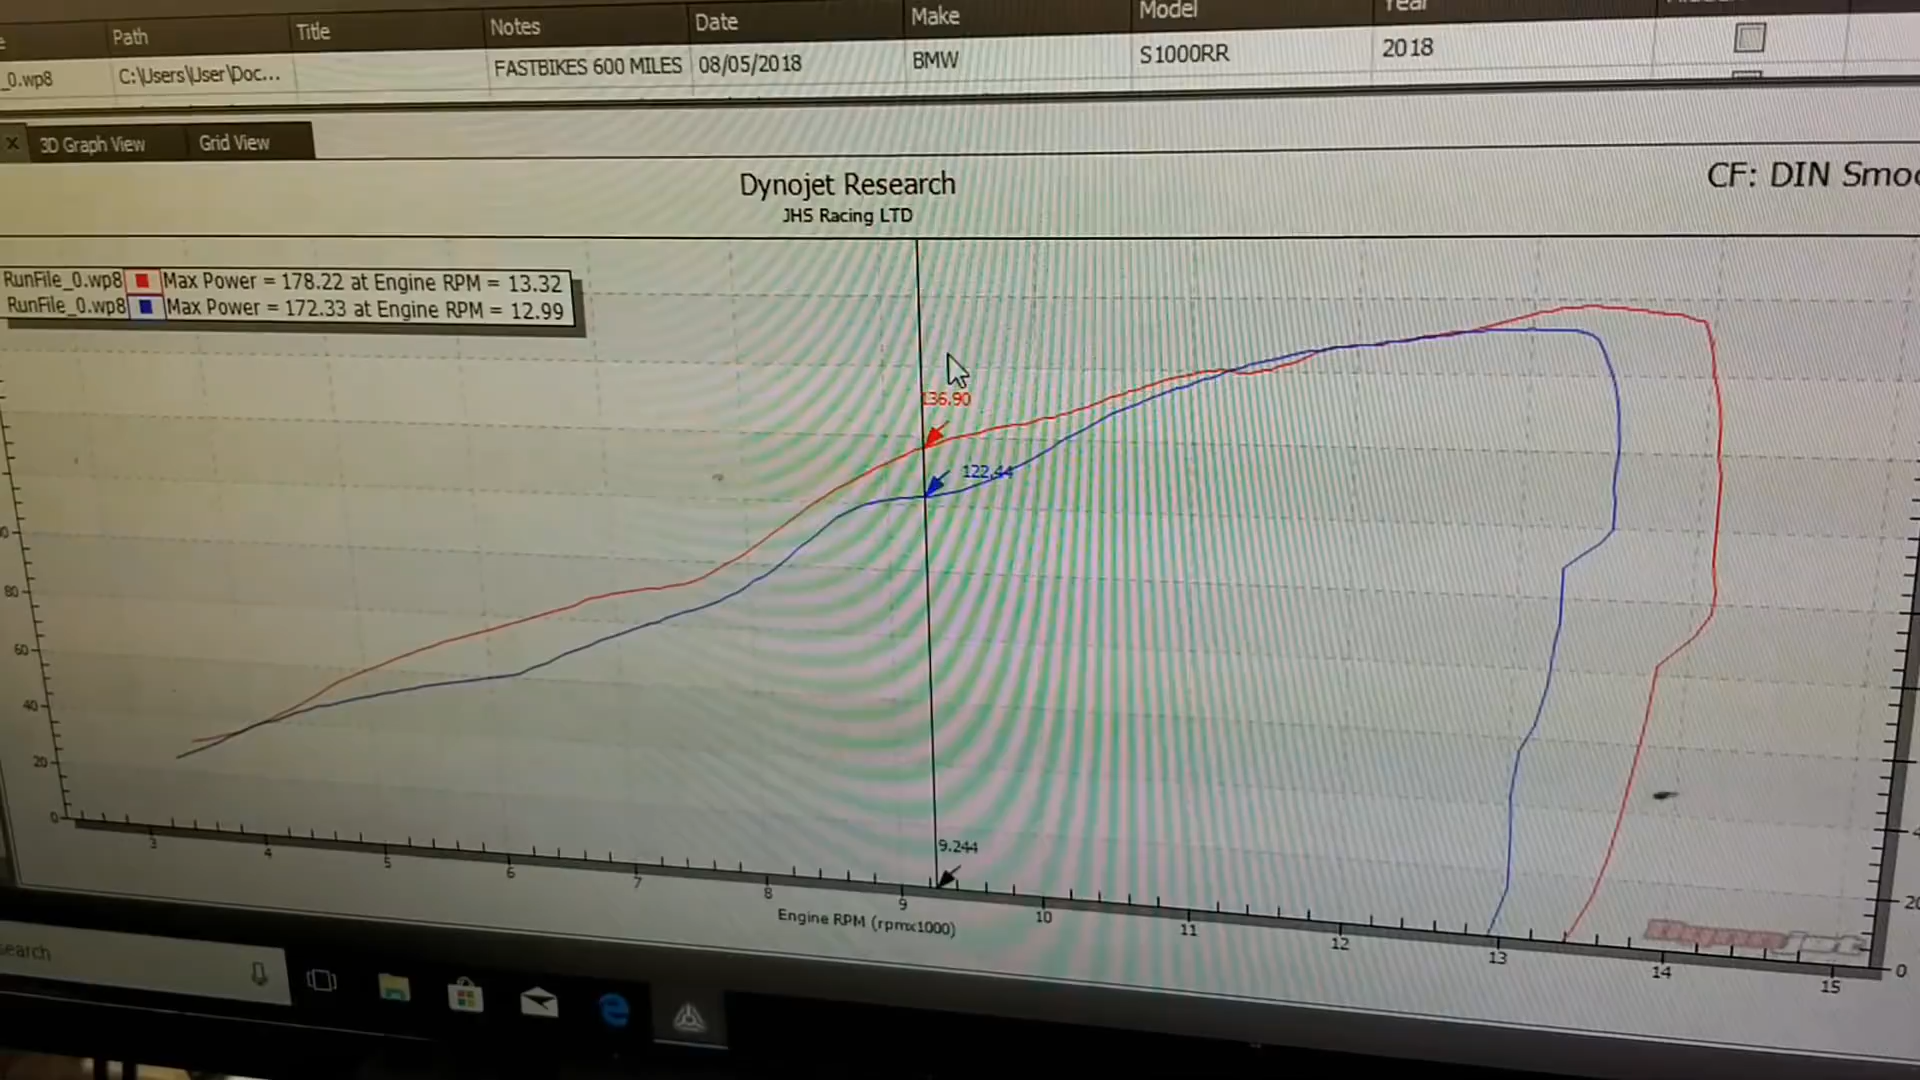 Path Title Notes Date Make Model Year
_0.wp8 C:\Users\User\Doc... FASTBIKES 600 MILES 08/05/2018 BMW S1000RR 2018
3D Graph View Grid View
Dynojet Research
JHS Racing LTD
CF: DIN Smoo
RunFile_0.wp8 Max Power = 178.22 at Engine RPM = 13.32
RunFile_0.wp8 Max Power = 172.33 at Engine RPM = 12.99
136.90
122.44
80
60
40
20
0
9.244
3 4 5 6 7 8 9 10 11 12 13 14 15
Engine RPM (rpmx1000)
20
0
Dynojet
earch